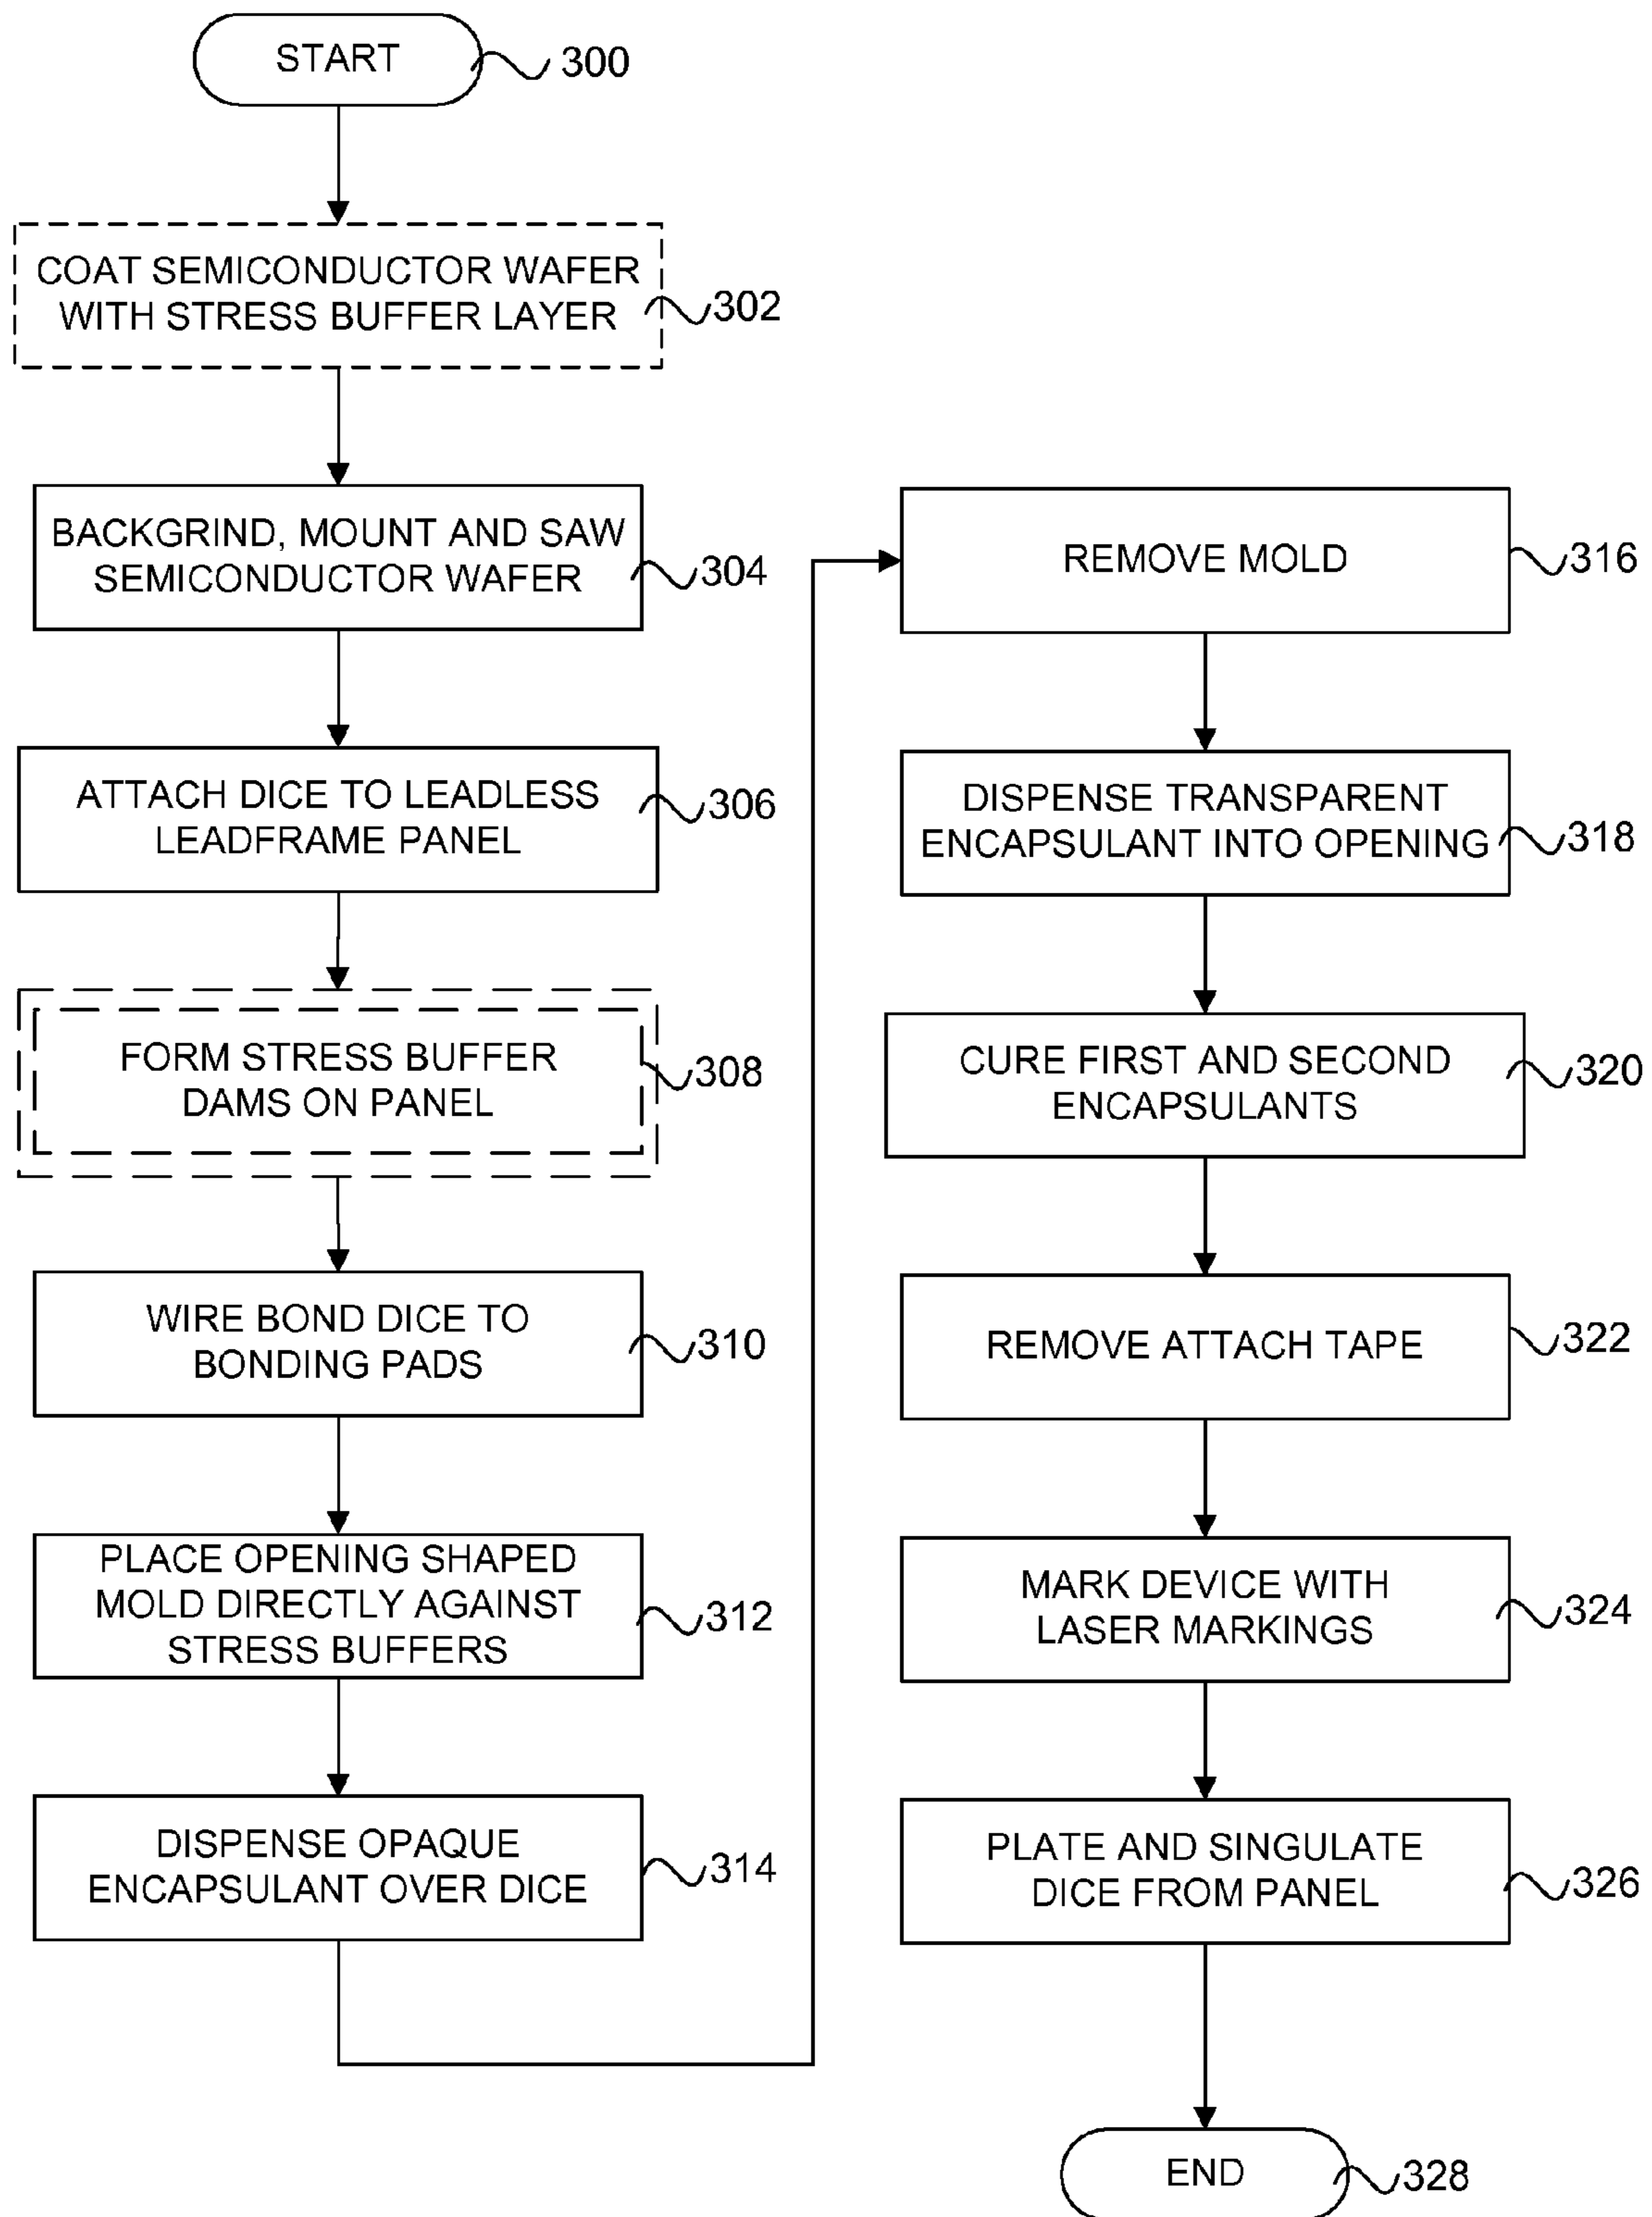 START
300
COAT SEMICONDUCTOR WAFER
WITH STRESS BUFFER LAYER
302
BACKGRIND, MOUNT AND SAW
SEMICONDUCTOR WAFER
304
ATTACH DICE TO LEADLESS
LEADFRAME PANEL
306
FORM STRESS BUFFER
DAMS ON PANEL
308
WIRE BOND DICE TO
BONDING PADS
310
PLACE OPENING SHAPED
MOLD DIRECTLY AGAINST
STRESS BUFFERS
312
DISPENSE OPAQUE
ENCAPSULANT OVER DICE
314
REMOVE MOLD
316
DISPENSE TRANSPARENT
ENCAPSULANT INTO OPENING
318
CURE FIRST AND SECOND
ENCAPSULANTS
320
REMOVE ATTACH TAPE
322
MARK DEVICE WITH
LASER MARKINGS
324
PLATE AND SINGULATE
DICE FROM PANEL
326
END
328